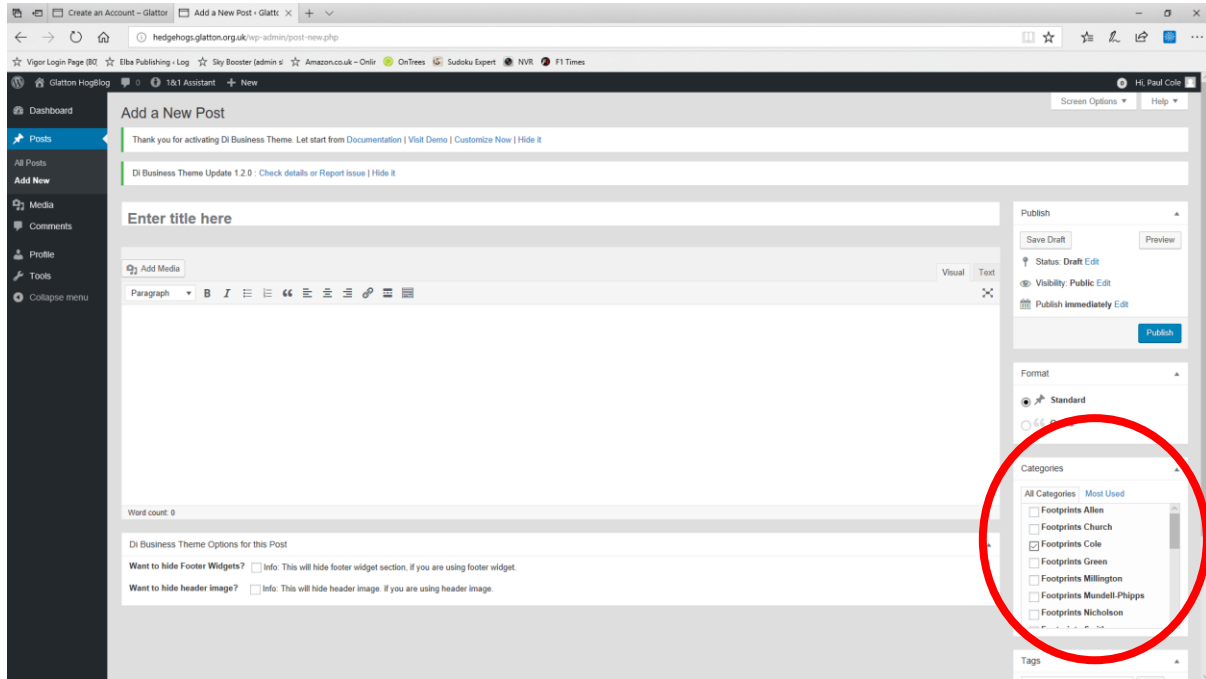 Create an Account – Glattor
Add a New Post ‹ Glattc
hedgehogs.glatton.org.uk/wp-admin/post-new.php
Vigor Login Page (80) Elba Publishing ‹ Log Sky Booster (admin s Amazon.co.uk – Onlir OnTrees Sudoku Expert NVR F1 Times
Glatton HogBlog 0 1&1 Assistant + New 0 Hi, Paul Cole
Dashboard
Posts
All Posts
Add New
Media
Comments
Profile
Tools
Collapse menu
Screen Options ▼ Help ▼
Add a New Post
Thank you for activating Di Business Theme. Let start from Documentation | Visit Demo | Customize Now | Hide it
Di Business Theme Update 1.2.0 : Check details or Report issue | Hide it
Enter title here
Add Media
Visual Text
Paragraph B I
Word count: 0
Di Business Theme Options for this Post
Want to hide Footer Widgets? Info: This will hide footer widget section, if you are using footer widget.
Want to hide header image? Info: This will hide header image. If you are using header image.
Publish
Save Draft Preview
Status: Draft Edit
Visibility: Public Edit
Publish immediately Edit
Publish
Format
Standard
Categories
All Categories Most Used
Footprints Allen
Footprints Church
Footprints Cole
Footprints Green
Footprints Millington
Footprints Mundell-Phipps
Footprints Nicholson
Tags